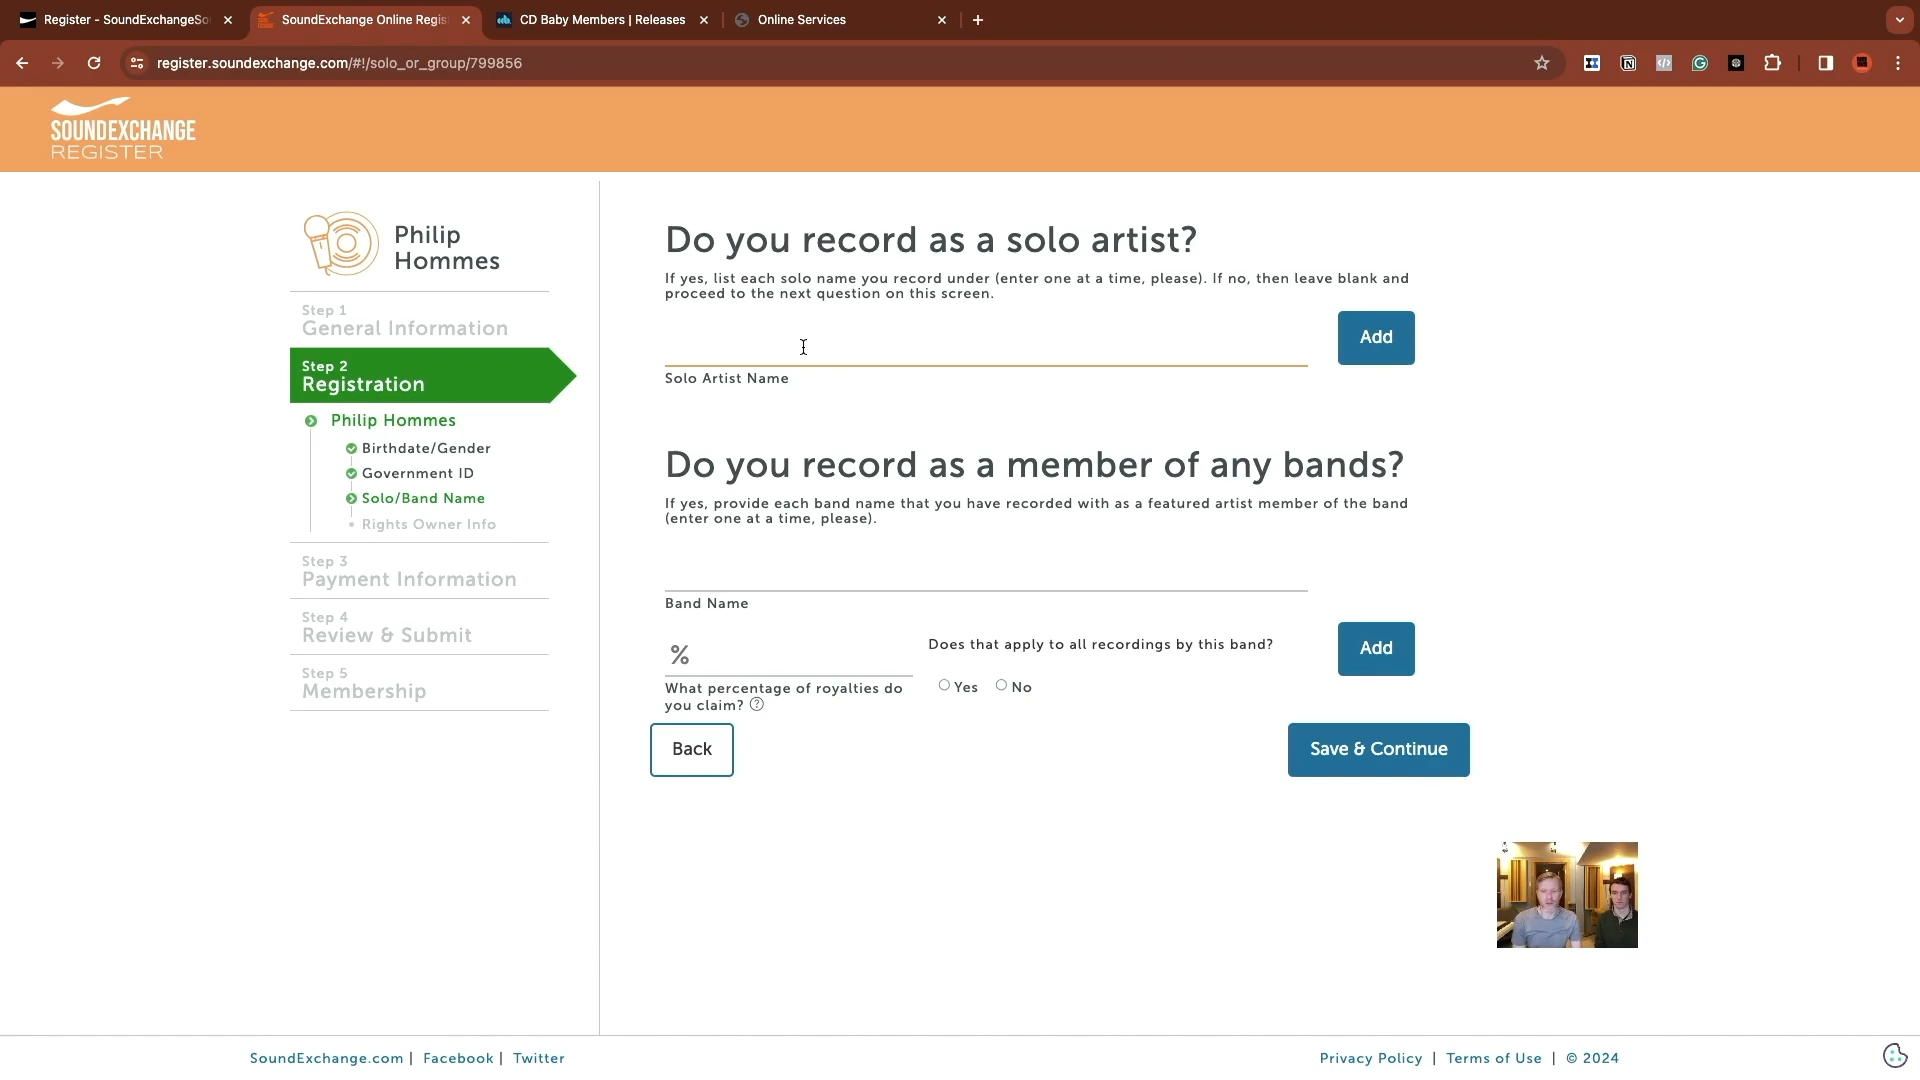 Register - SoundExchangeSo
SoundExchange Online Regis
CD Baby Members | Releases
Online Services
register.soundexchange.com/#!/solo_or_group/799856
SOUNDEXCHANGE
REGISTER
Philip
Hommes
Step 1
General Information
Step 2
Registration
Philip Hommes
Birthdate/Gender
Government ID
Solo/Band Name
Rights Owner Info
Step 3
Payment Information
Step 4
Review & Submit
Step 5
Membership
Do you record as a solo artist?
If yes, list each solo name you record under (enter one at a time, please). If no, then leave blank and
proceed to the next question on this screen.
Add
Solo Artist Name
Do you record as a member of any bands?
If yes, provide each band name that you have recorded with as a featured artist member of the band
(enter one at a time, please).
Band Name
%
Does that apply to all recordings by this band?
Add
What percentage of royalties do
you claim? ?
Yes No
Back
Save & Continue
SoundExchange.com | Facebook | Twitter
Privacy Policy | Terms of Use | © 2024